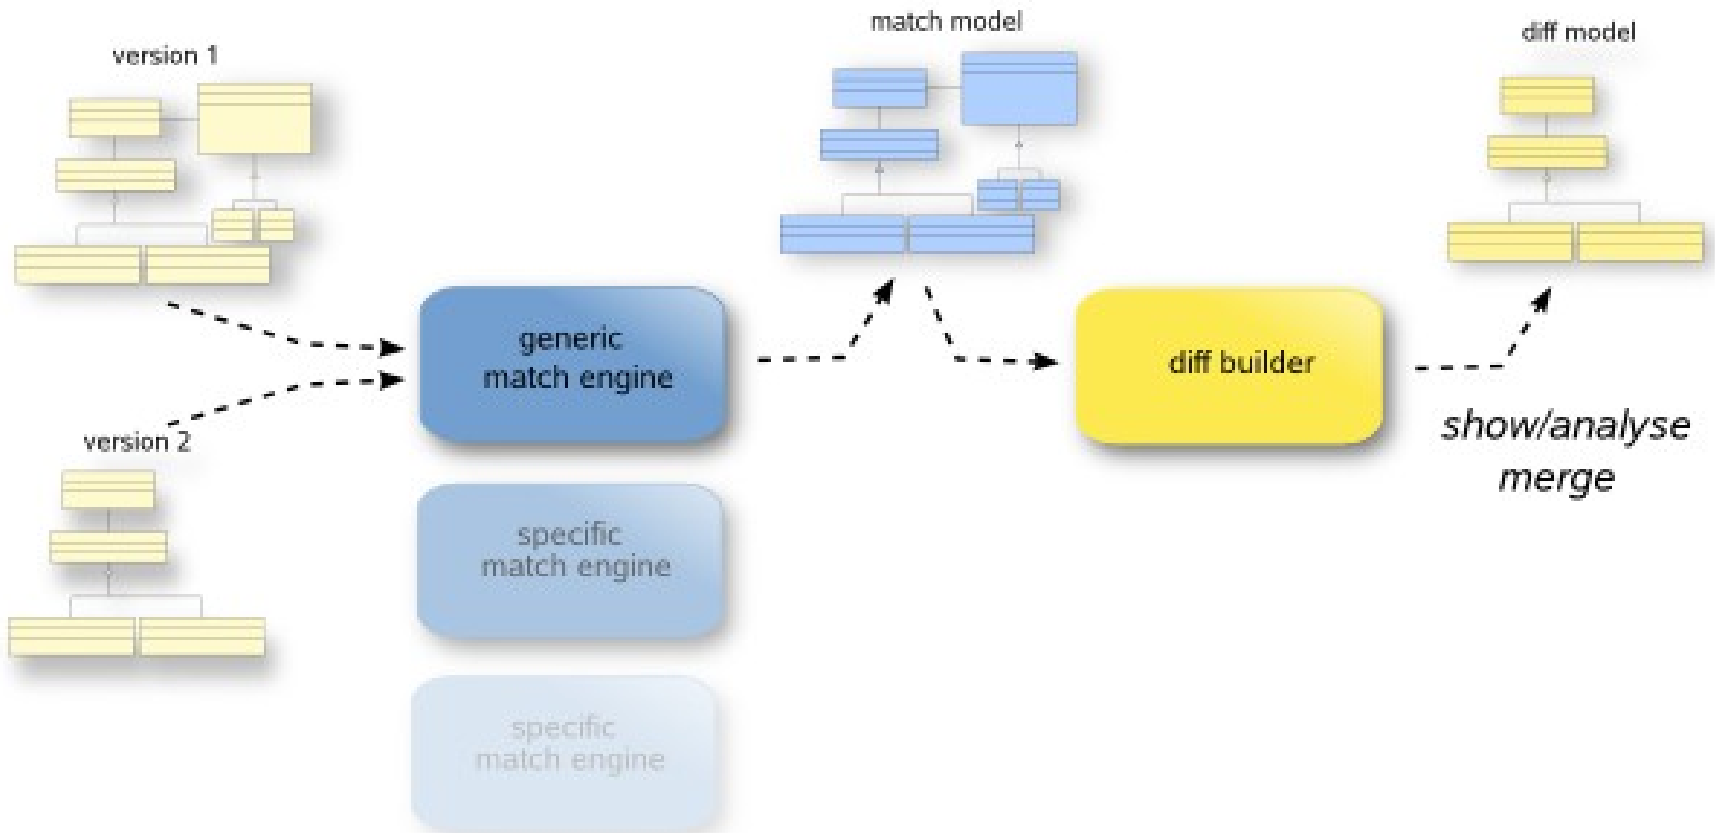 version 1
match model
diff model
generic
match engine
diff builder
show/analyse
merge
version 2
specific
match engine
specific
match engine